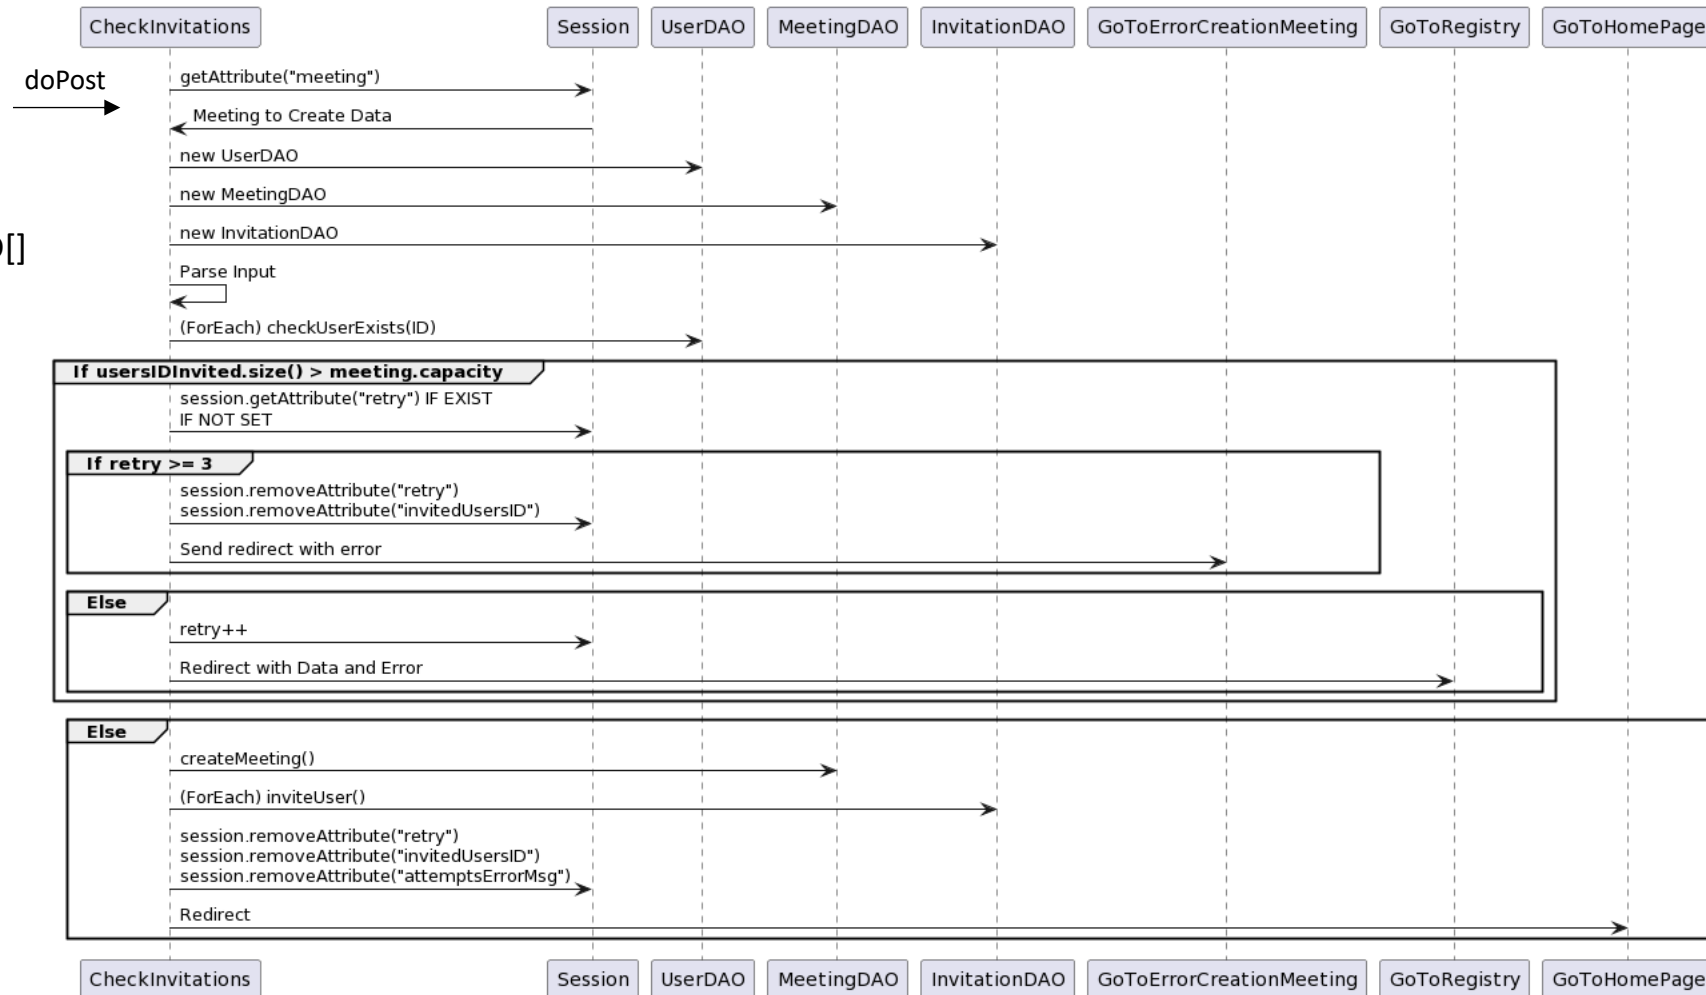 CheckInvitations
Session
UserDAO
MeetingDAO
InvitationDAO
GoToErrorCreationMeeting
GoToRegistry
GoToHomePage
doPost
getAttribute("meeting")
Meeting to Create Data
new UserDAO
new MeetingDAO
new InvitationDAO
[]
Parse Input
(ForEach) checkUserExists(ID)
If usersIDInvited.size() > meeting.capacity
session.getAttribute("retry") IF EXIST
IF NOT SET
If retry >= 3
session.removeAttribute("retry")
session.removeAttribute("invitedUsersID")
Send redirect with error
Else
retry++
Redirect with Data and Error
Else
createMeeting()
(ForEach) inviteUser()
session.removeAttribute("retry")
session.removeAttribute("invitedUsersID")
session.removeAttribute("attemptsErrorMsg")
Redirect
CheckInvitations
Session
UserDAO
MeetingDAO
InvitationDAO
GoToErrorCreationMeeting
GoToRegistry
GoToHomePage